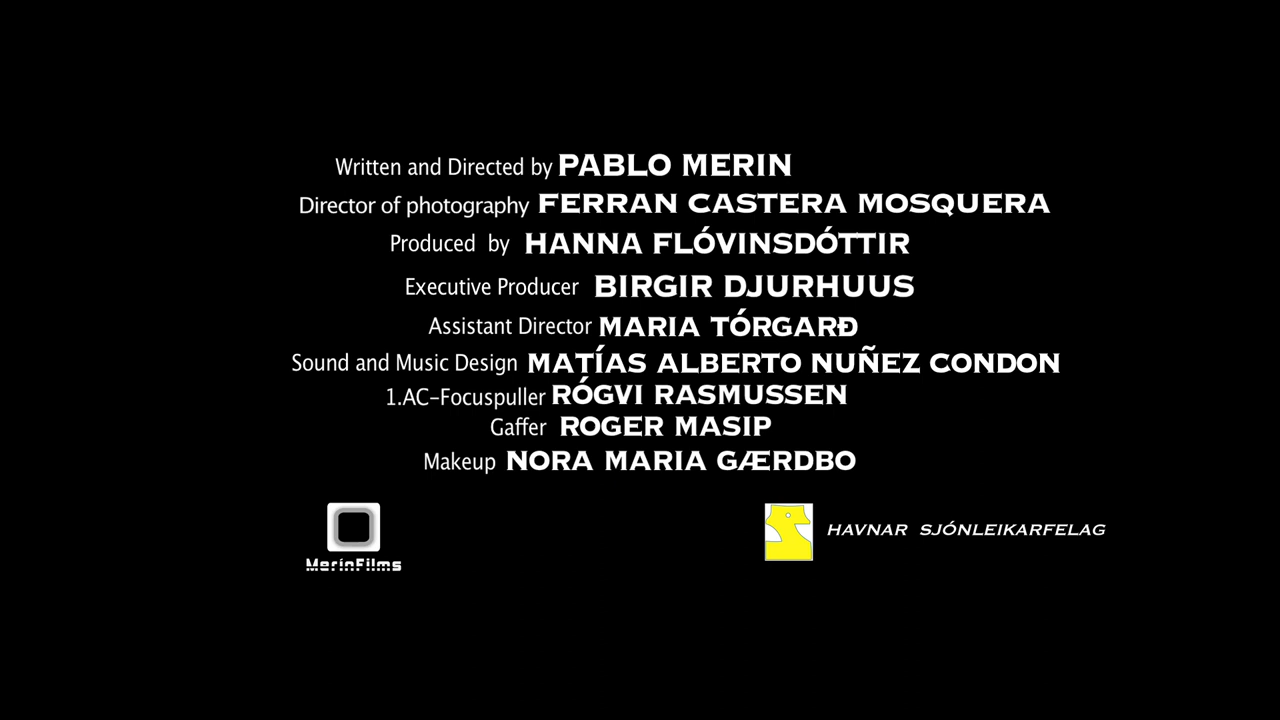 Written and Directed by PABLO MERIN
Director of photography FERRAN CASTERA MOSQUERA
Produced by HANNA FLÓVINSDÓTTIR
Executive Producer BIRGIR DJURHUUS
Assistant Director MARIA TÓRGARÐ
Sound and Music Design MATÍAS ALBERTO NUÑEZ CONDON
1.AC-Focuspuller RÓGVI RASMUSSEN
Gaffer ROGER MASIP
Makeup NORA MARIA GÆRDBO
HAVNAR SJÓNLEIKARFELAG
MerinFilms